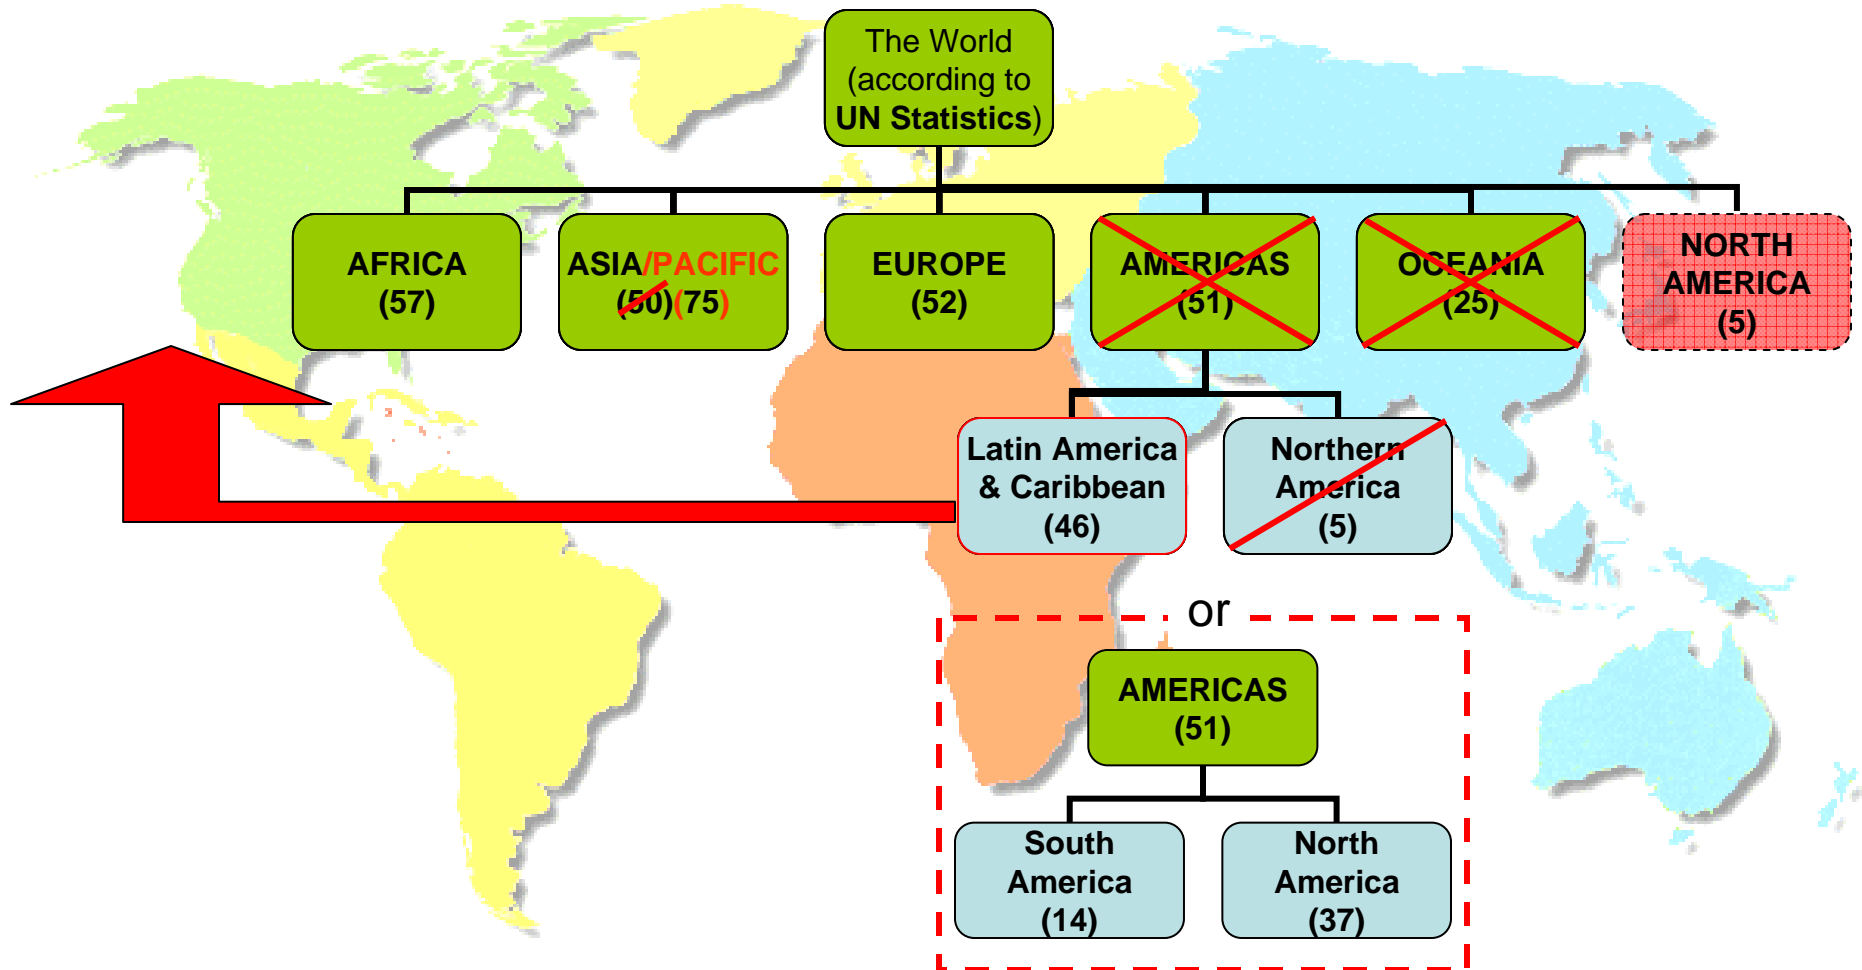 The World
(according to
UN Statistics)
AFRICA
(57)
ASIA/PACIFIC
(50)(75)
EUROPE
(52)
AMERICAS
(51)
OCEANIA
(25)
NORTH
AMERICA
(5)
Latin America
& Caribbean
(46)
Northern
America
(5)
or
AMERICAS
(51)
South
America
(14)
North
America
(37)